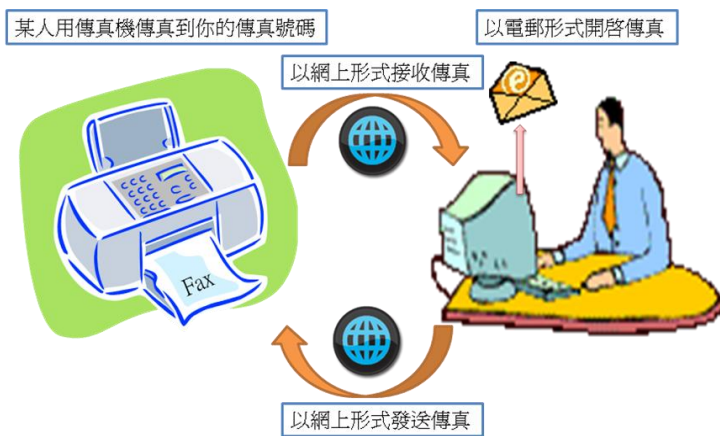 某人用傳真機傳真到你的傳真號碼
以電郵形式開啓傳真
以網上形式接收傳真
Fax
以網上形式發送傳真